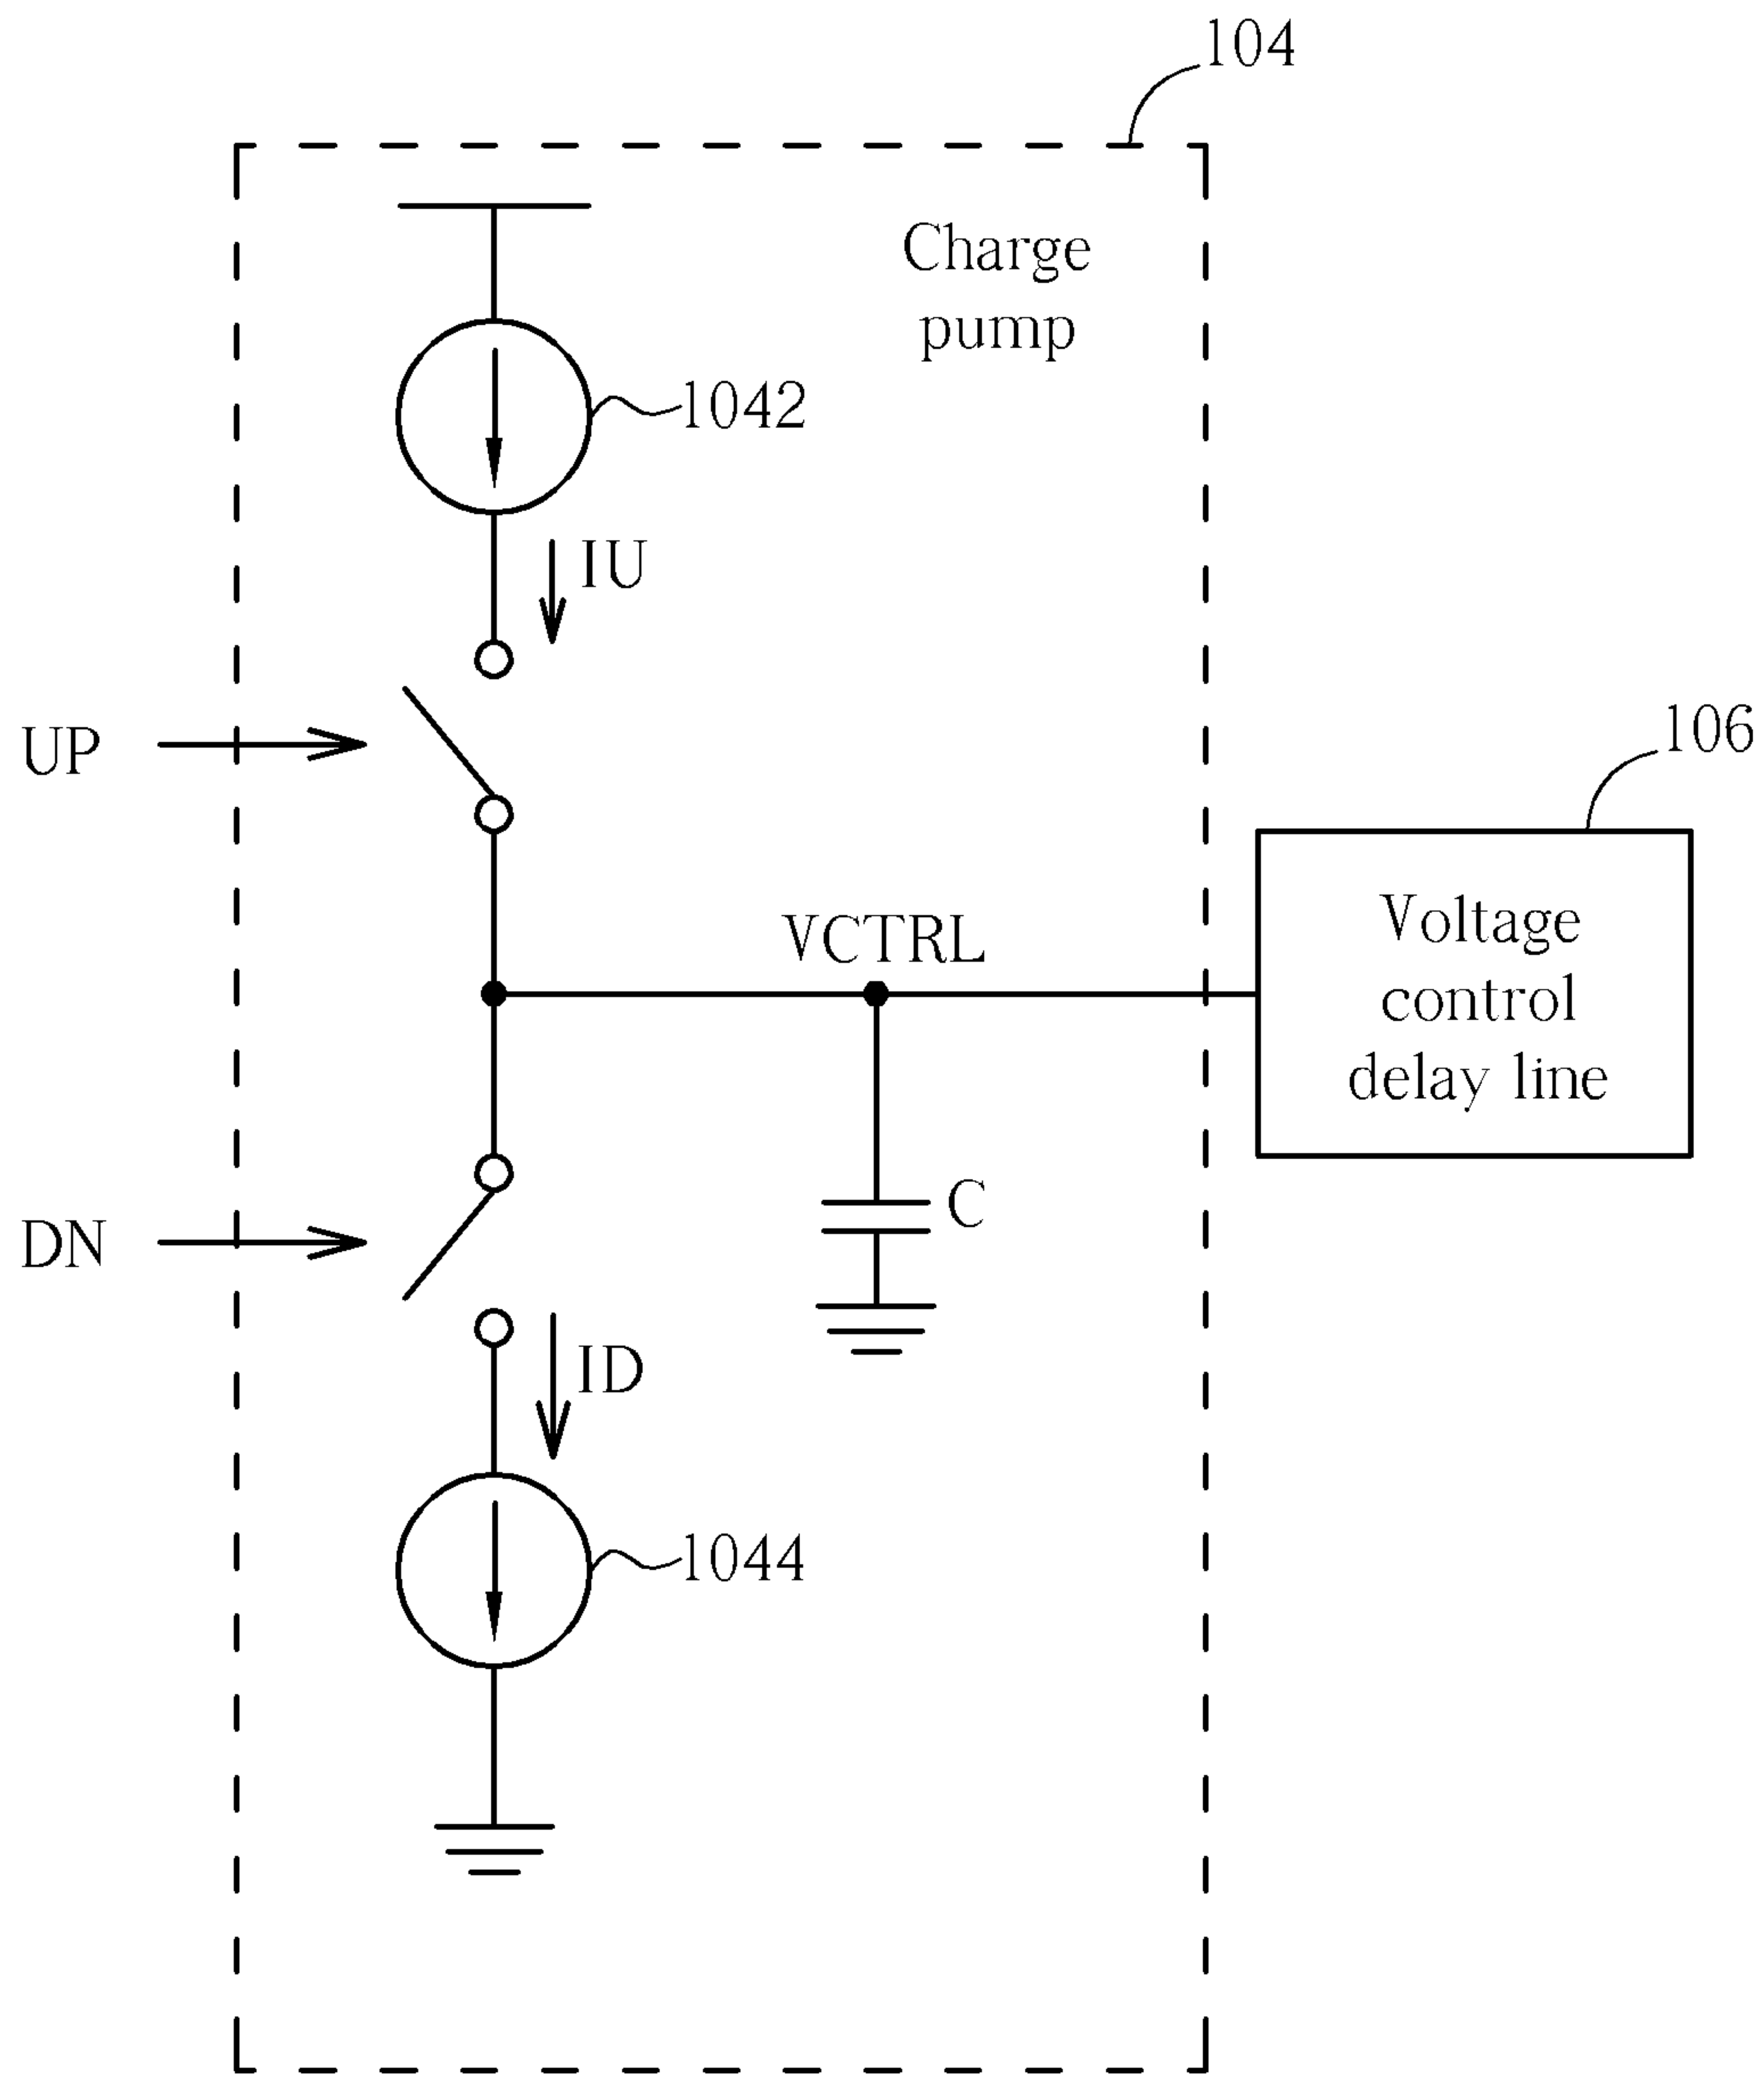 104
Charge
pump
1042
IU
UP
106
VCTRL
Voltage
control
delay line
C
DN
ID
1044